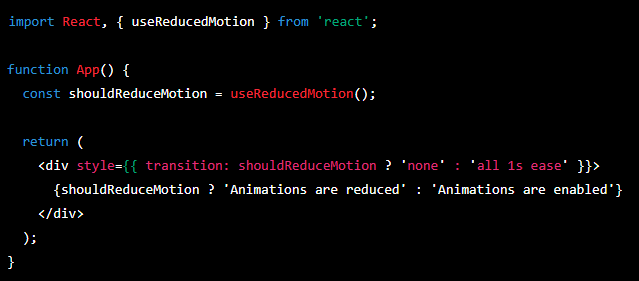 import React, { useReducedMotion } from 'react';
function App() {
const shouldReduceMotion = useReducedMotion();
return (
<div style={{ transition: shouldReduceMotion ? 'none' : 'all 1s ease' }}>
{shouldReduceMotion ? 'Animations are reduced' : 'Animations are enabled'}
</div>
);
}